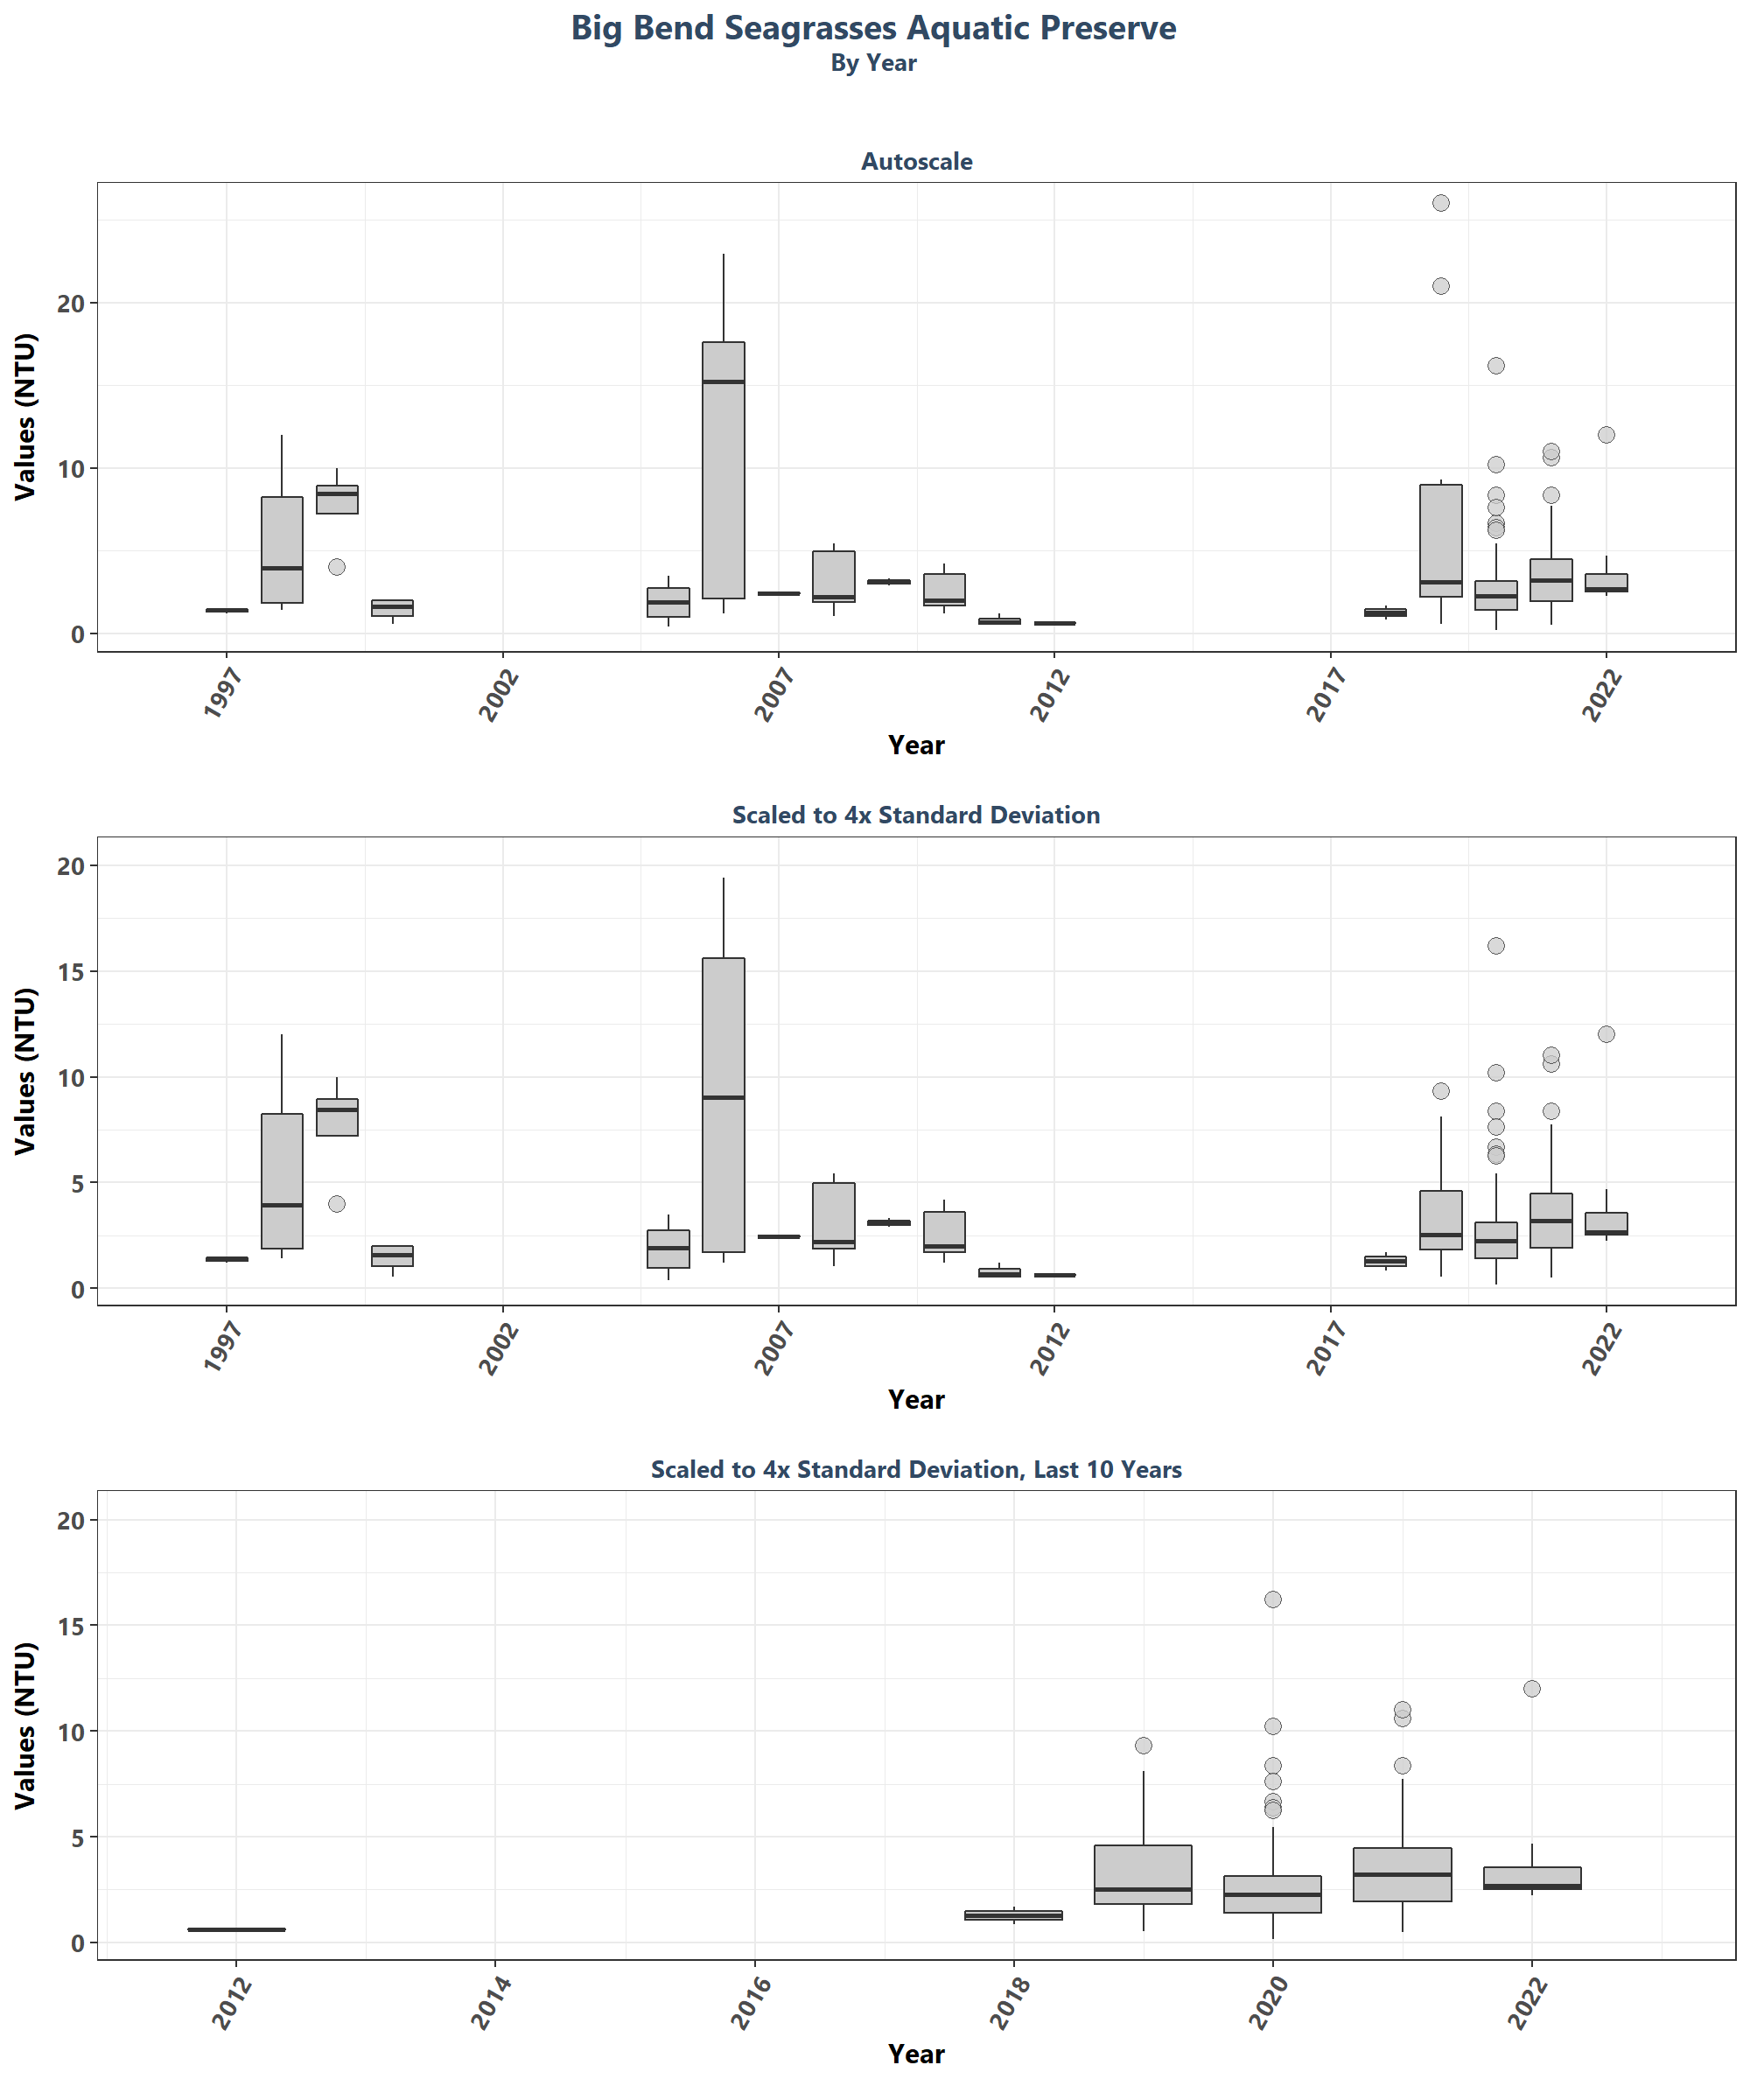 Big Bend Seagrasses Aquatic Preserve
By Year
Autoscale
Values (NTU)
20
10
0
1997 2002 2007 2012 2017 2022
Year
Scaled to 4x Standard Deviation
Values (NTU)
20
15
10
5
0
1997 2002 2007 2012 2017 2022
Year
Scaled to 4x Standard Deviation, Last 10 Years
Values (NTU)
20
15
10
5
0
2012 2014 2016 2018 2020 2022
Year